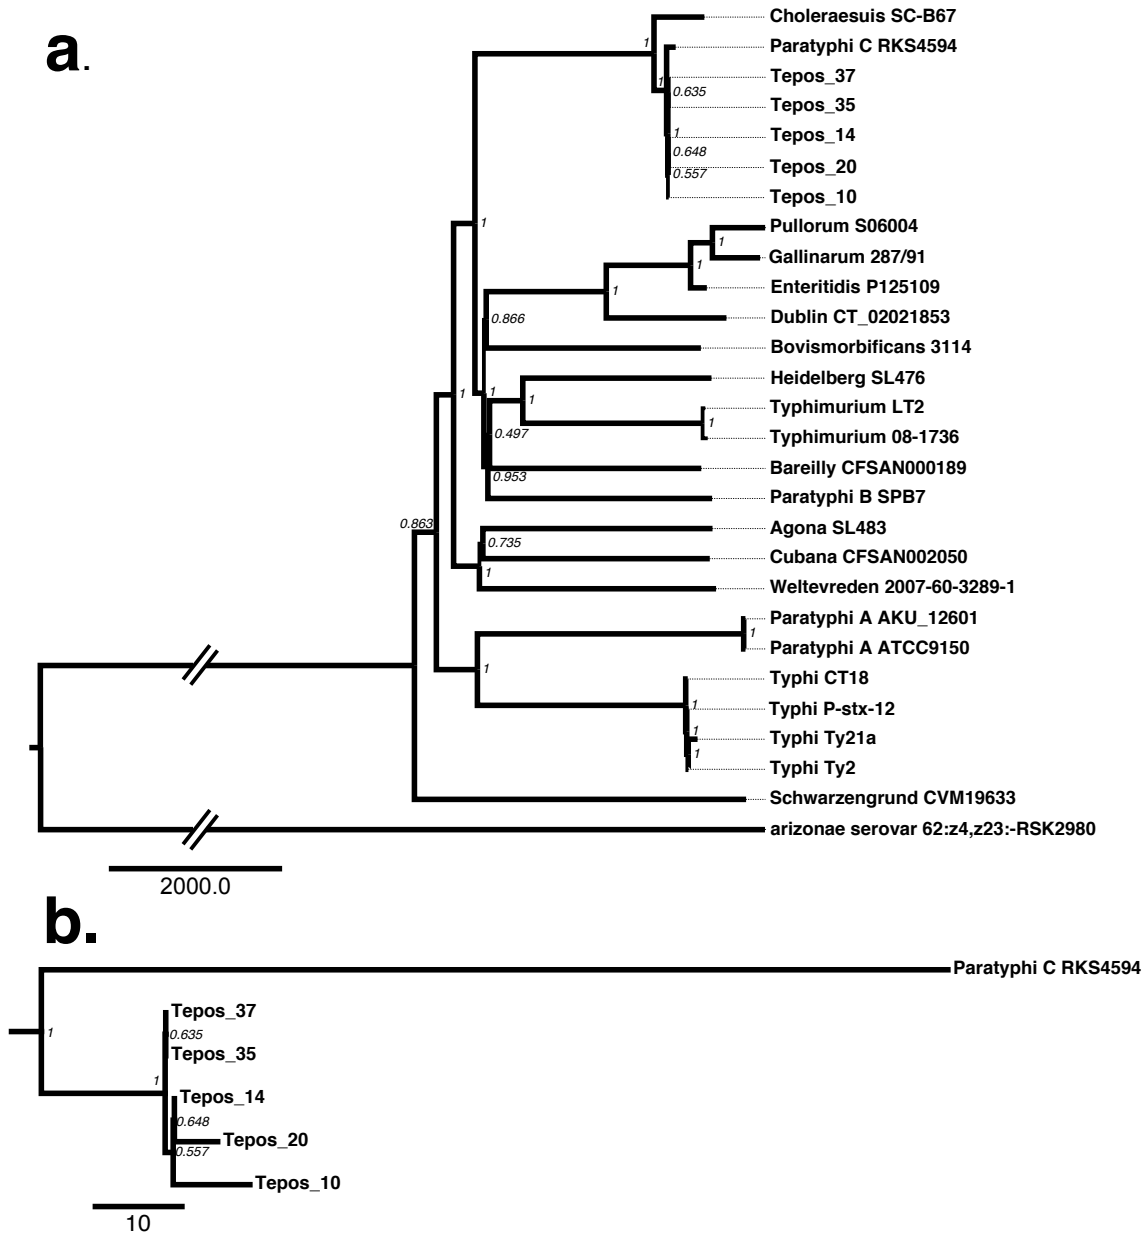 a.
Choleraesuis SC-B67
1
Paratyphi C RKS4594
Tepos_37
1
0.635
Tepos_35
Tepos_14
1
0.648
Tepos_20
0.557
Tepos_10
Pullorum S06004
1
Gallinarum 287/91
1
Enteritidis P125109
1
Dublin CT_02021853
0.866
Bovismorbificans 3114
1
Heidelberg SL476
1
1
1
Typhimurium LT2
1
0.497
Typhimurium 08-1736
Bareilly CFSAN000189
0.953
Paratyphi B SPB7
0.863
Agona SL483
0.735
Cubana CFSAN002050
1
Weltevreden 2007-60-3289-1
Paratyphi A AKU_12601
1
Paratyphi A ATCC9150
1
Typhi CT18
1
Typhi P-stx-12
1
Typhi Ty21a
1
Typhi Ty2
Schwarzengrund CVM19633
arizonae serovar 62:z4,z23:-RSK2980
2000.0
b.
Paratyphi C RKS4594
Tepos_37
1
0.635
Tepos_35
1
Tepos_14
0.648
Tepos_20
0.557
Tepos_10
10